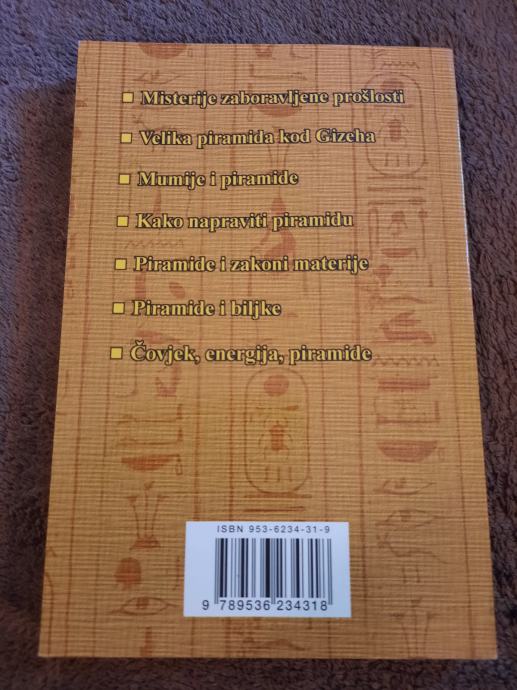 Misterije zaboravljene prošlosti
Velika piramida kod Gizeha
Mumije i piramide
Kako napraviti piramidu
Piramide i zakoni materije
Piramide i biljke
Čovjek, energija, piramide
ISBN 953-6234-31-9
9 789536 234318